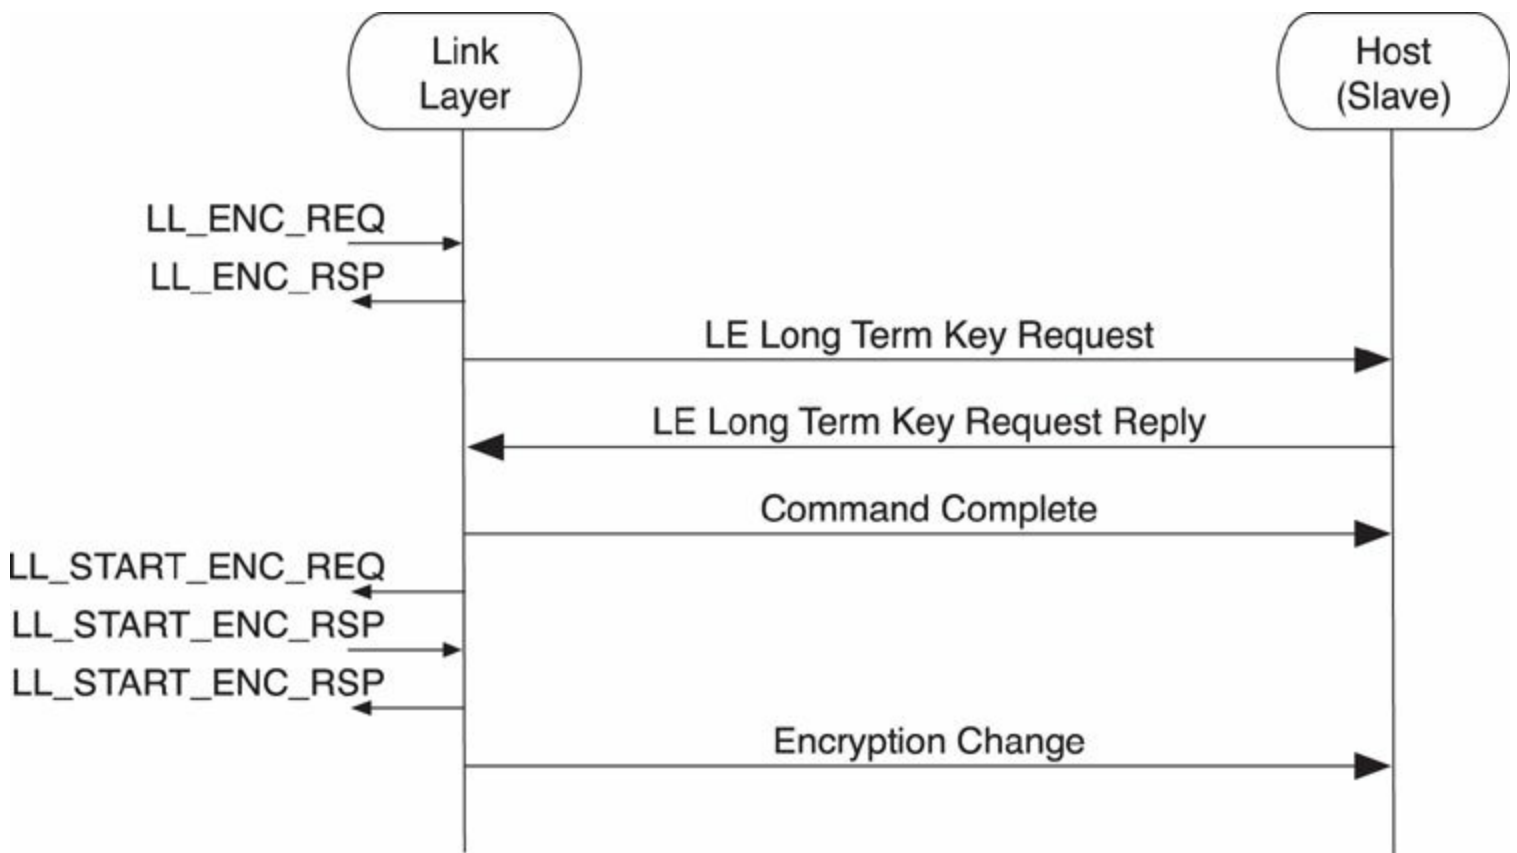 Link
Layer
Host
(Slave)
LL_ENC_REQ
LL_ENC_RSP
LE Long Term Key Request
LE Long Term Key Request Reply
Command Complete
LL_START_ENC_REQ
LL_START_ENC_RSP
LL_START_ENC_RSP
Encryption Change